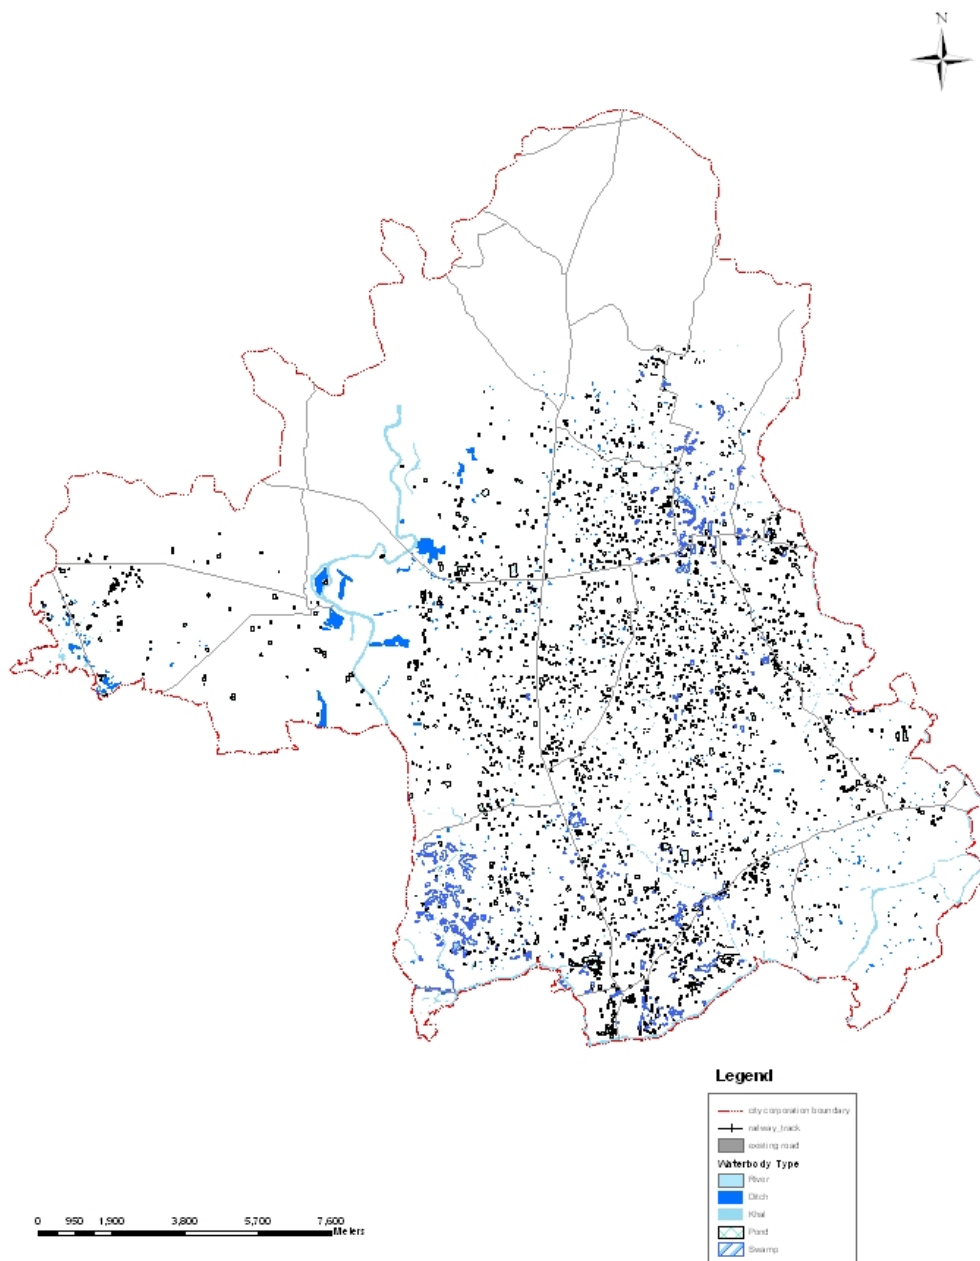 N
Legend
city corporation boundary
railway_track
existing road
Waterbody Type
River
Ditch
Khal
Pond
Swamp
0 950 1,900 3,800 5,700 7,600
Meters